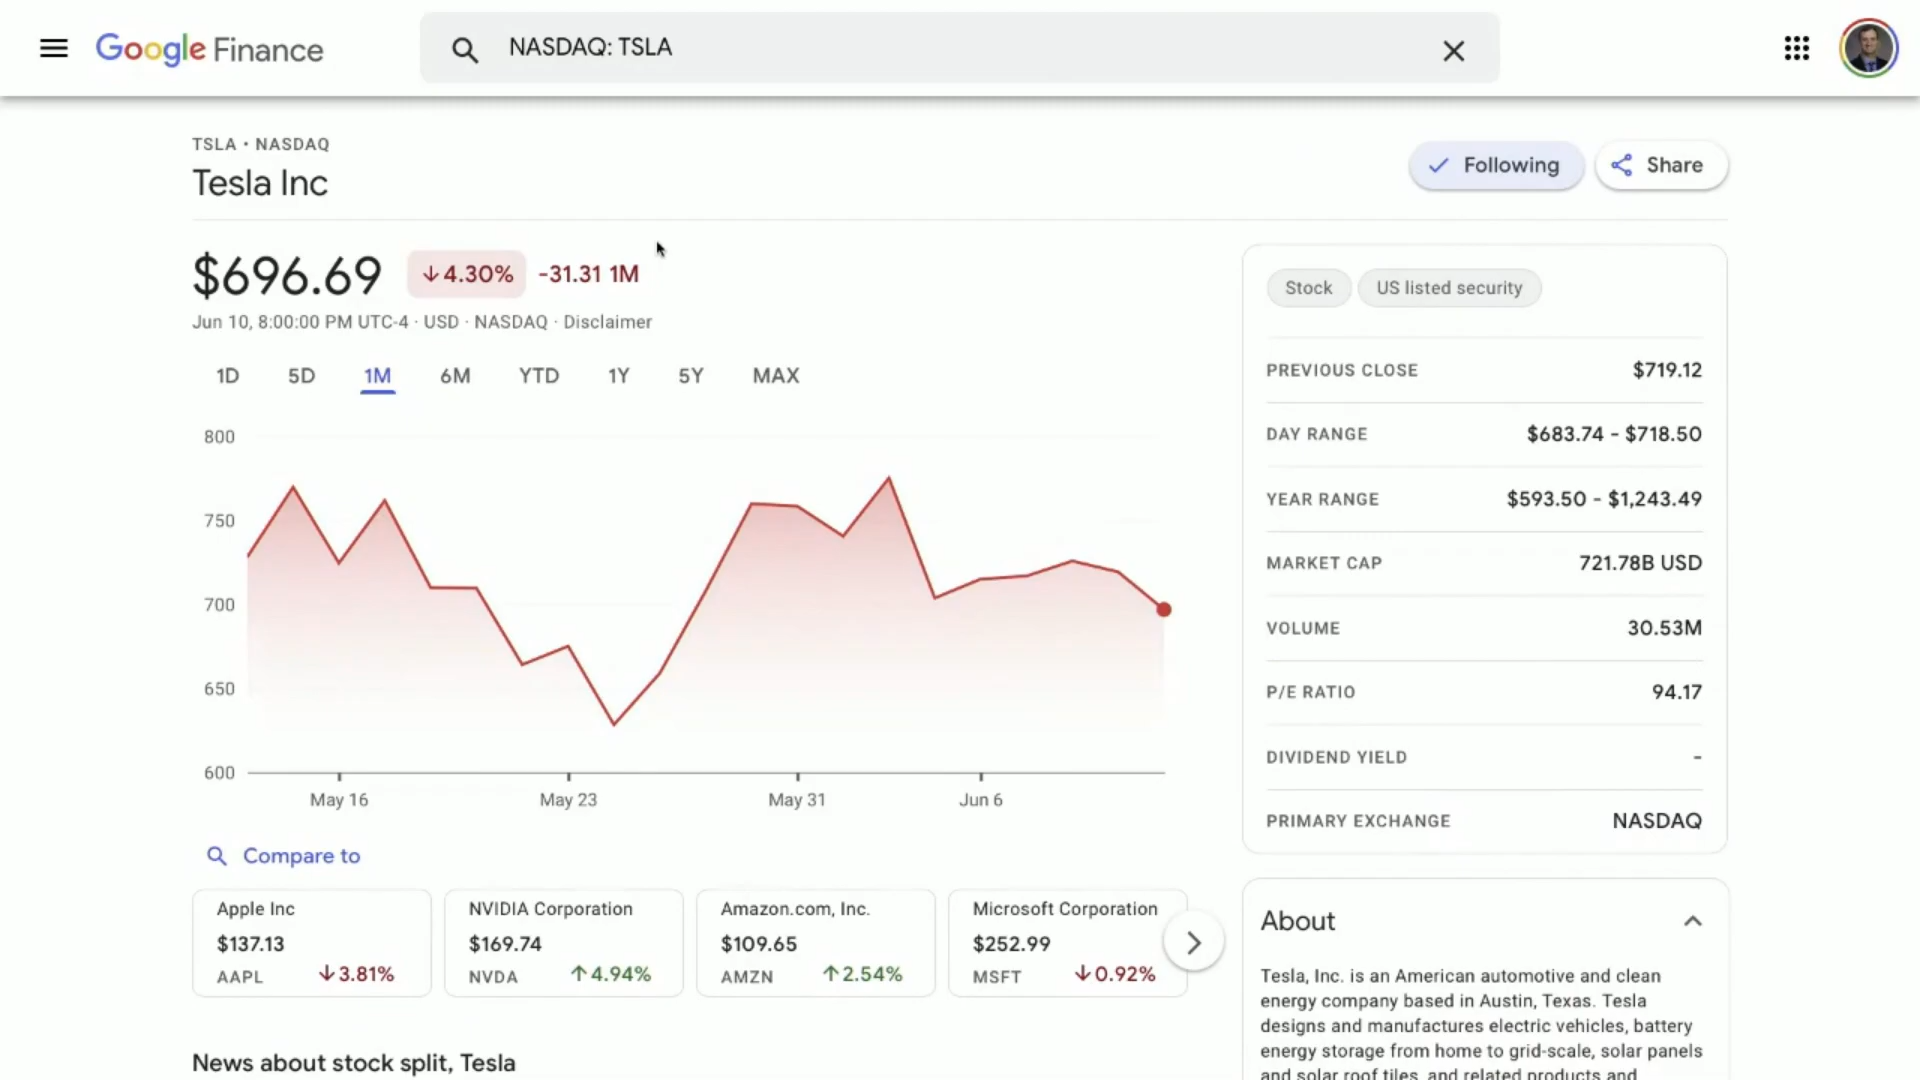 Google Finance
NASDAQ: TSLA
TSLA • NASDAQ
Tesla Inc
Following
Share
$696.69
↓4.30%
-31.31 1M
Jun 10, 8:00:00 PM UTC-4 · USD · NASDAQ · Disclaimer
1D 5D 1M 6M YTD 1Y 5Y MAX
800
750
700
650
600
May 16 May 23 May 31 Jun 6
Compare to
Apple Inc
$137.13
AAPL ↓3.81%
NVIDIA Corporation
$169.74
NVDA ↑4.94%
Amazon.com, Inc.
$109.65
AMZN ↑2.54%
Microsoft Corporation
$252.99
MSFT ↓0.92%
News about stock split, Tesla
Stock
US listed security
PREVIOUS CLOSE $719.12
DAY RANGE $683.74 - $718.50
YEAR RANGE $593.50 - $1,243.49
MARKET CAP 721.78B USD
VOLUME 30.53M
P/E RATIO 94.17
DIVIDEND YIELD -
PRIMARY EXCHANGE NASDAQ
About
Tesla, Inc. is an American automotive and clean
energy company based in Austin, Texas. Tesla
designs and manufactures electric vehicles, battery
energy storage from home to grid-scale, solar panels
and solar roof tiles, and related products and